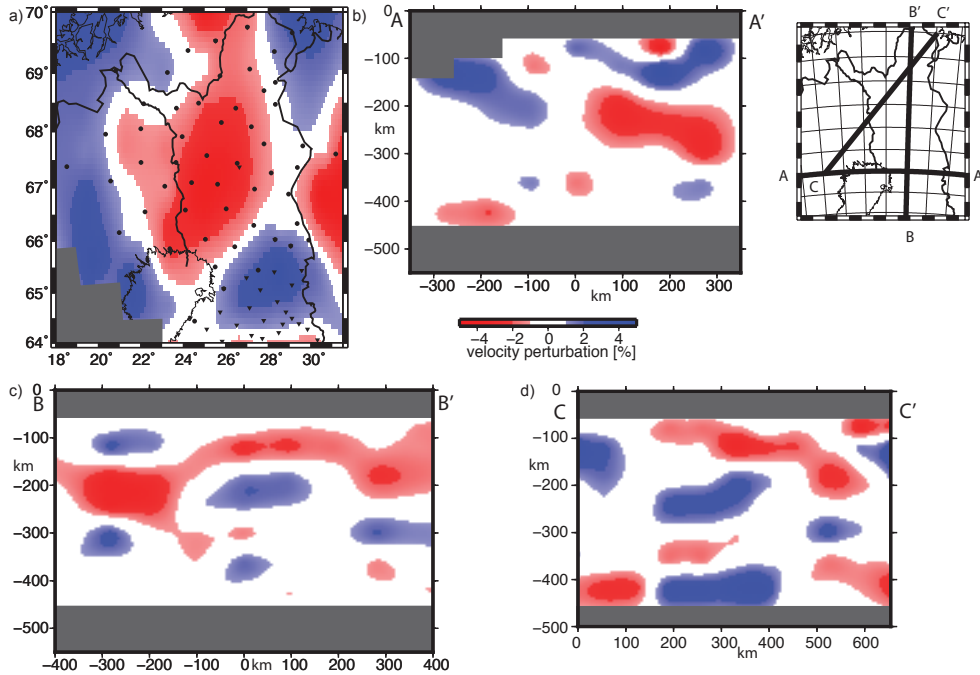 a)
70°
69°
68°
67°
66°
65°
64°
18° 20° 22° 24° 26° 28° 30°
b)
A A'
0
−100
km
−200
−300
−400
−500
−300 −200 −100 0 100 200 300
km
−4 −2 0 2 4
velocity perturbation [%]
B' C'
A A
C
B
c)
B B'
0
−100
km
−200
−300
−400
−500
−400 −300 −200 −100 0 km 100 200 300 400
d)
C C'
0
−100
km
−200
−300
−400
−500
0 100 200 300 400 500 600
km